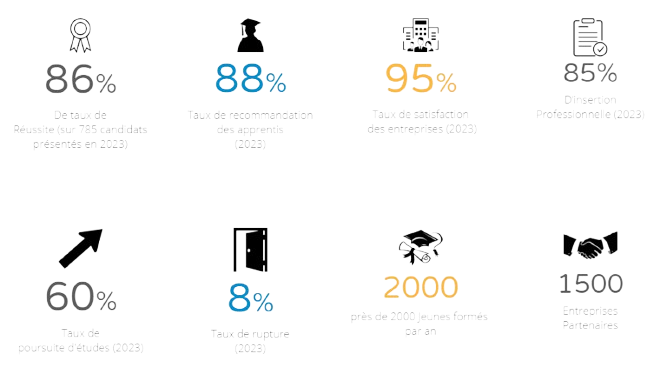 86%
De taux de
Réussite (sur 785 candidats
présentés en 2023)
88%
Taux de recommandation
des apprentis
(2023)
95%
Taux de satisfaction
des entreprises (2023)
85%
D'insertion
Professionnelle (2023)
60%
Taux de
poursuite d'études (2023)
8%
Taux de rupture
(2023)
2000
près de 2000 jeunes formés
par an
1500
Entreprises
Partenaires